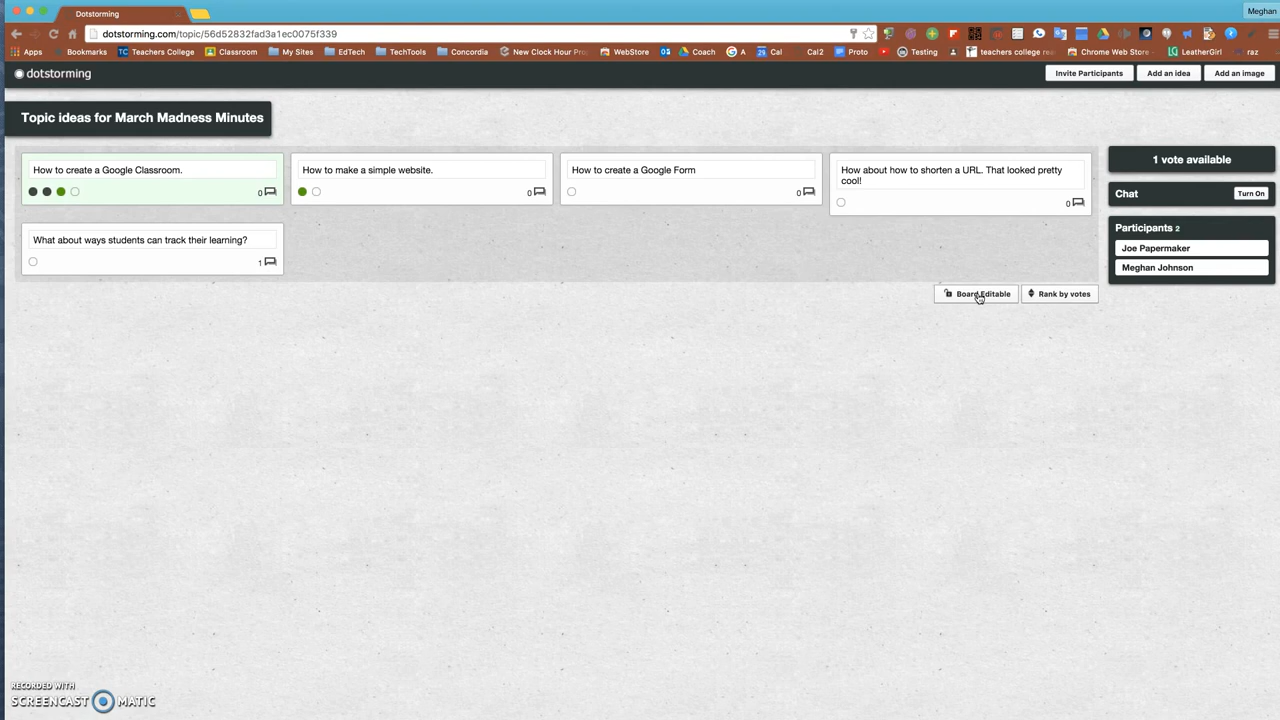 Dotstorming
Meghan
dotstorming.com/topic/56d52832fad3a1ec0075f339
Apps Bookmarks Teachers College Classroom My Sites EdTech TechTools Concordia New Clock Hour Pro WebStore Coach A 25 Cal Cal2 Proto Testing teachers college re Chrome Web Store LeatherGirl raz
dotstorming
Invite Participants Add an idea Add an image
Topic ideas for March Madness Minutes
How to create a Google Classroom.
0
How to make a simple website.
0
How to create a Google Form
0
How about how to shorten a URL. That looked pretty
cool!
0
What about ways students can track their learning?
1
1 vote available
Chat Turn On
Participants 2
Joe Papermaker
Meghan Johnson
Board Editable Rank by votes
RECORDED WITH
SCREENCAST MATIC